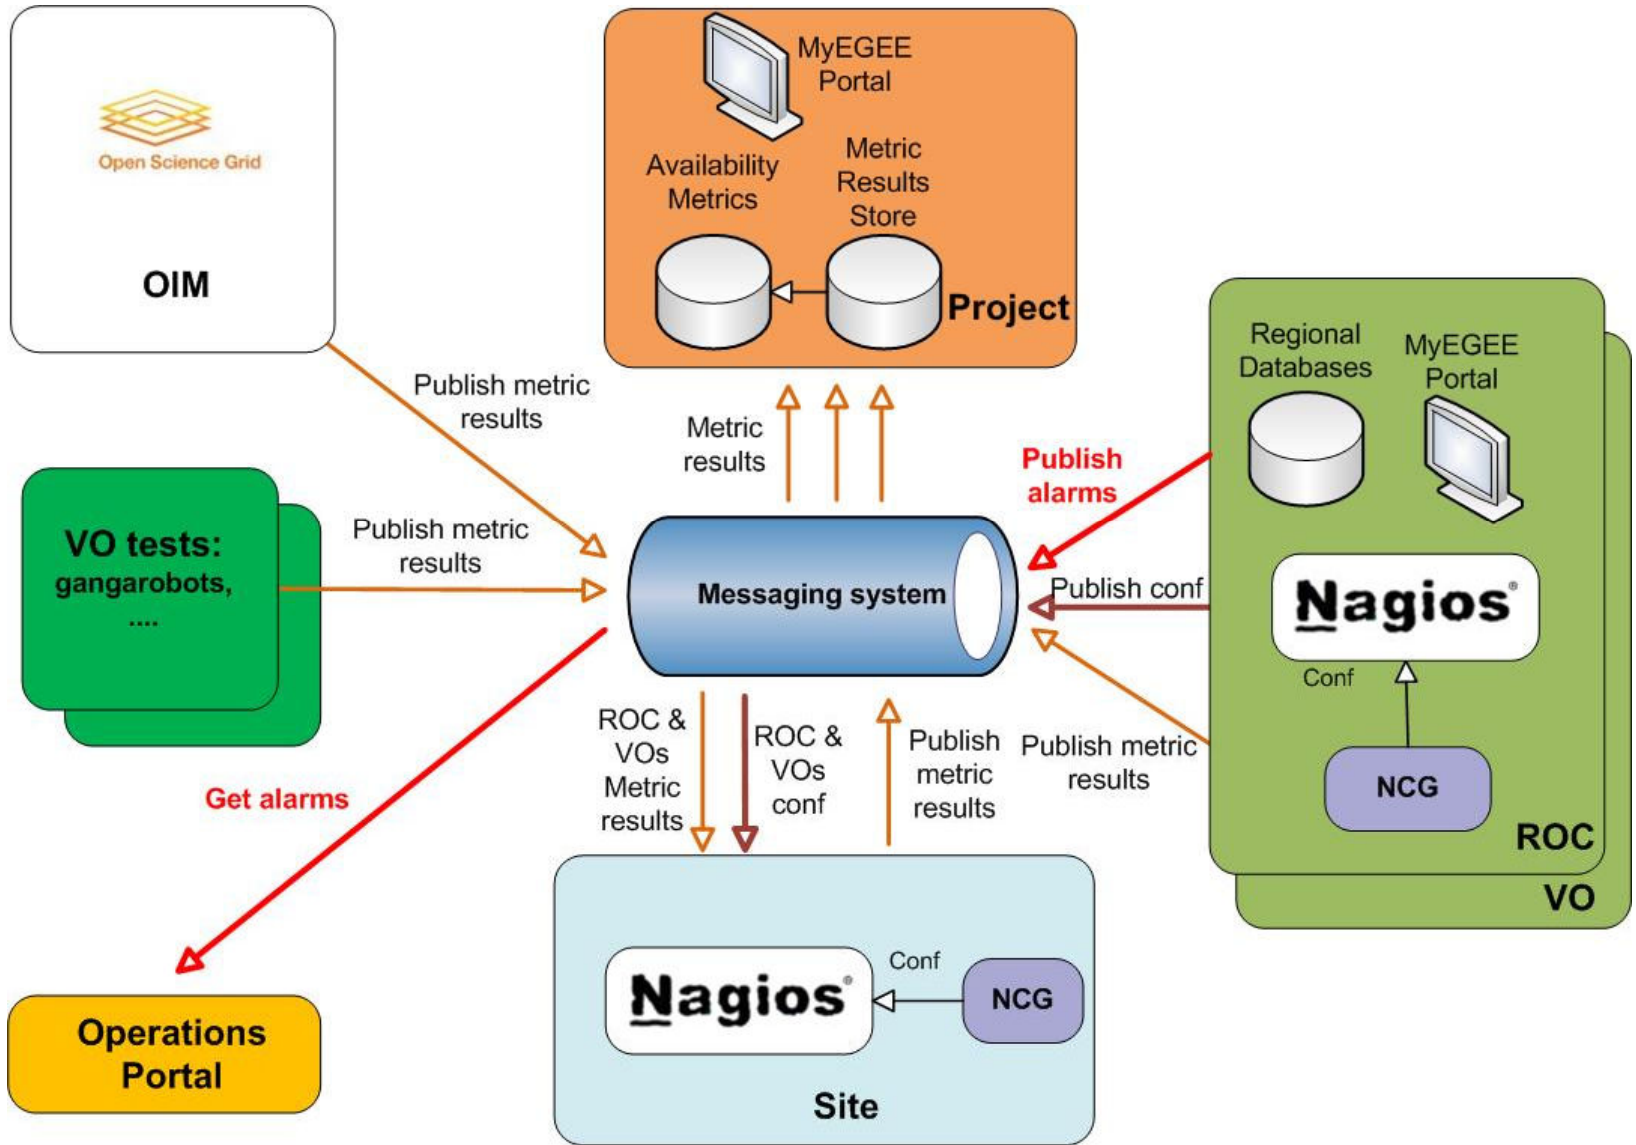 Open Science Grid
OIM
MyEGEE
Portal
Availability
Metrics
Metric
Results
Store
Project
Regional
Databases
MyEGEE
Portal
Nagios®
Conf
NCG
ROC
VO
Publish metric
results
Metric
results
Publish
alarms
VO tests:
gangarobots,
....
Publish metric
results
Messaging system
Publish conf
Publish metric
results
Get alarms
ROC &
VOs
Metric
results
ROC &
VOs
conf
Publish
metric
results
Operations
Portal
Nagios®
Conf
NCG
Site